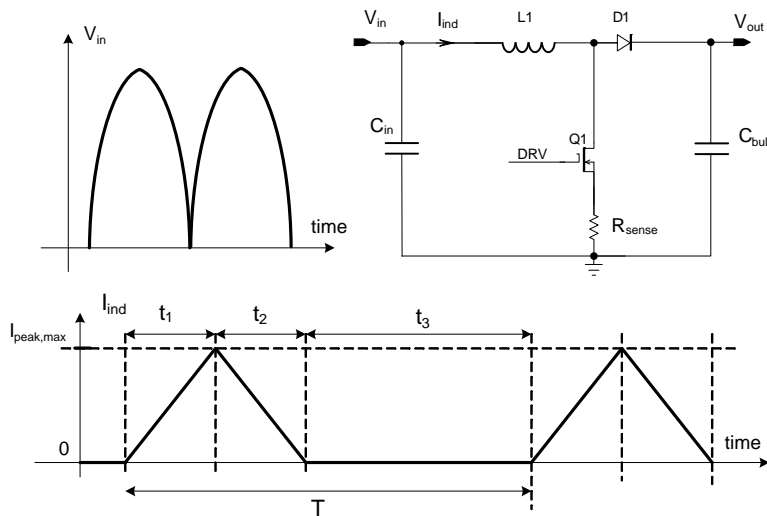 V_in
time
V_in
I_ind
L1
D1
V_out
C_in
Q1
DRV
R_sense
C_bul
I_ind
I_peak,max
t_1
t_2
t_3
0
time
T